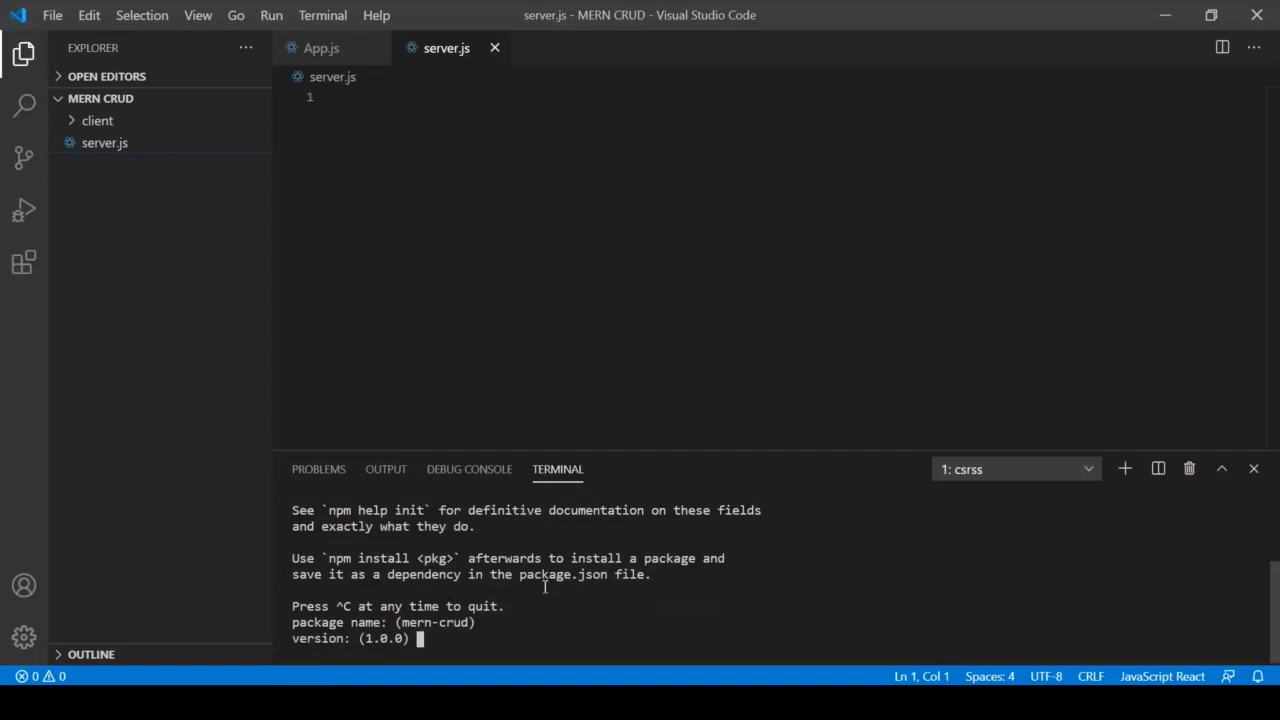 File Edit Selection View Go Run Terminal Help
server.js - MERN CRUD - Visual Studio Code
EXPLORER
OPEN EDITORS
MERN CRUD
client
server.js
OUTLINE
App.js server.js
server.js
1
PROBLEMS OUTPUT DEBUG CONSOLE TERMINAL
1: csrss
See `npm help init` for definitive documentation on these fields
and exactly what they do.
Use `npm install <pkg>` afterwards to install a package and
save it as a dependency in the package.json file.
Press ^C at any time to quit.
package name: (mern-crud)
version: (1.0.0)
0 0
Ln 1, Col 1 Spaces: 4 UTF-8 CRLF JavaScript React